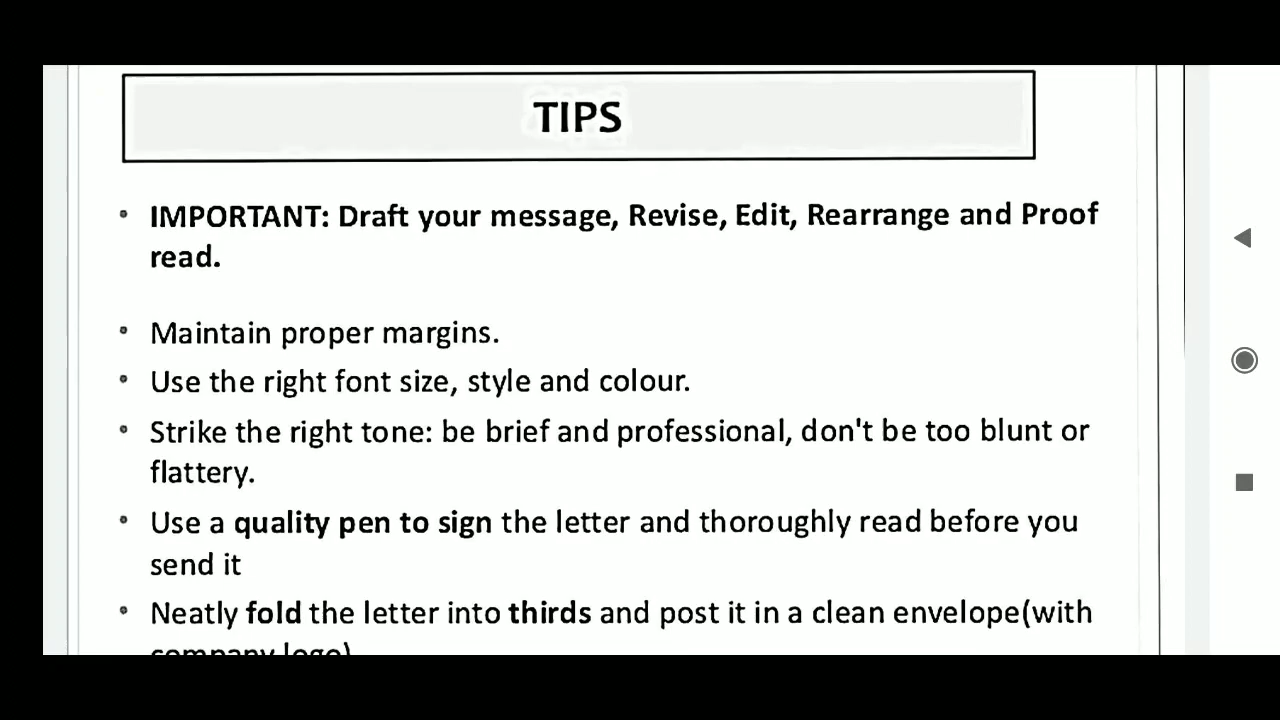 TIPS
IMPORTANT: Draft your message, Revise, Edit, Rearrange and Proof
read.
Maintain proper margins.
Use the right font size, style and colour.
Strike the right tone: be brief and professional, don't be too blunt or
flattery.
Use a quality pen to sign the letter and thoroughly read before you
send it
Neatly fold the letter into thirds and post it in a clean envelope(with
company logo)